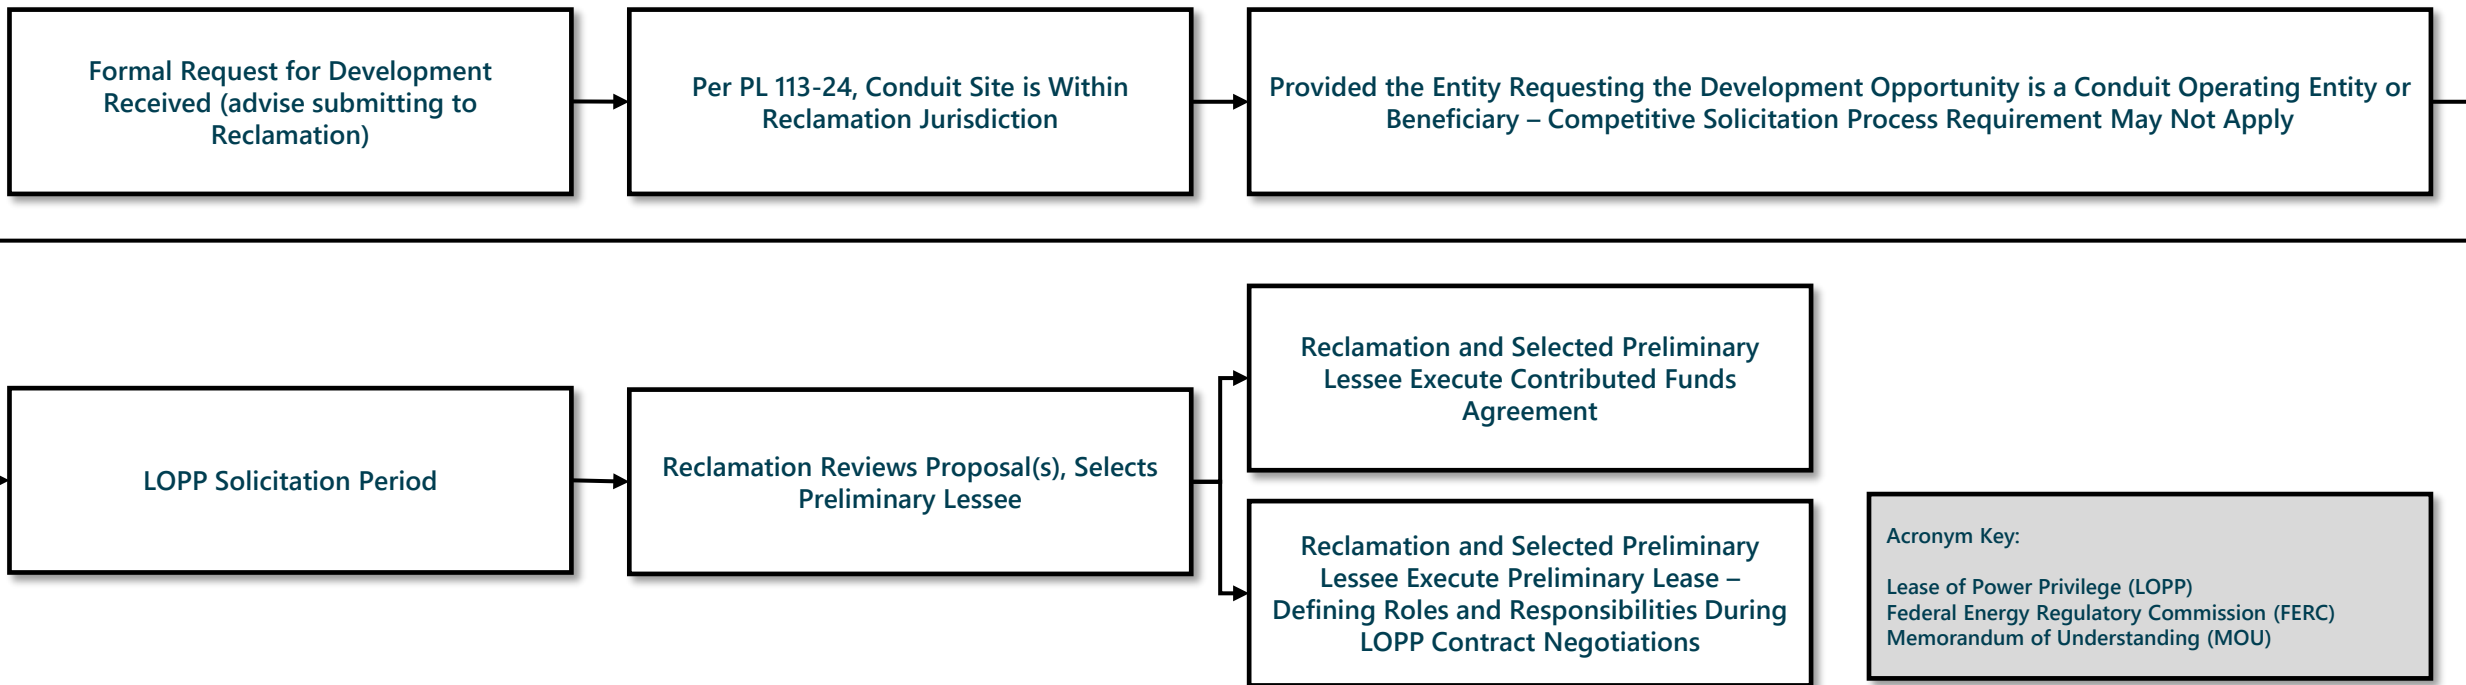 Formal Request for Development
Received (advise submitting to
Reclamation)
Per PL 113-24, Conduit Site is Within
Reclamation Jurisdiction
Provided the Entity Requesting the Development Opportunity is a Conduit Operating Entity or
Beneficiary – Competitive Solicitation Process Requirement May Not Apply
LOPP Solicitation Period
Reclamation Reviews Proposal(s), Selects
Preliminary Lessee
Reclamation and Selected Preliminary
Lessee Execute Contributed Funds
Agreement
Reclamation and Selected Preliminary
Lessee Execute Preliminary Lease –
Defining Roles and Responsibilities During
LOPP Contract Negotiations
Acronym Key:
Lease of Power Privilege (LOPP)
Federal Energy Regulatory Commission (FERC)
Memorandum of Understanding (MOU)